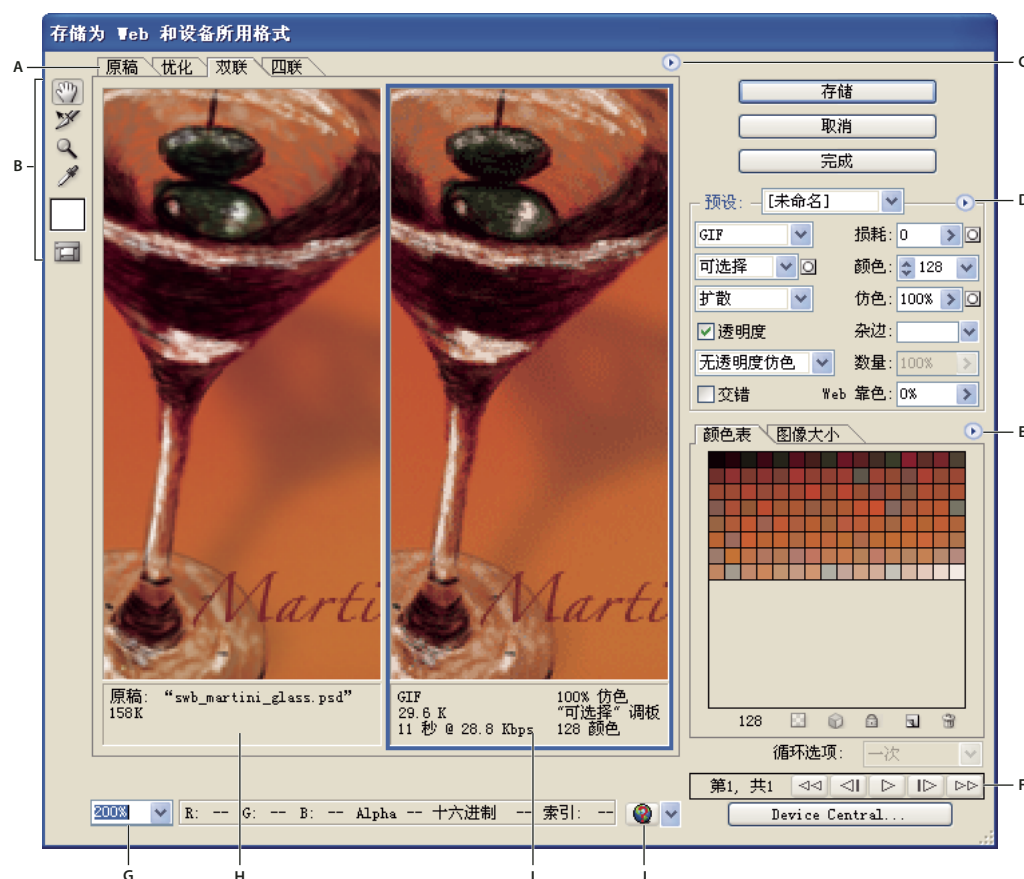 存储为 Web 和设备所用格式
A
原稿 优化 双联 四联
B
存储
取消
完成
预设: [未命名]
GIF 损耗: 0
可选择 颜色: 128
扩散 仿色: 100%
透明度 杂边:
无透明度仿色 数量: 100%
交错 Web 靠色: 0%
颜色表 图像大小
E
Marti
Marti
原稿: “swb_martini_glass.psd”
158K
GIF 100% 仿色
29.6 K “可选择” 调板
11 秒 @ 28.8 Kbps 128 颜色
128
循环选项: 一次
第1, 共1
F
200% R: -- G: -- B: -- Alpha -- 十六进制 -- 索引: --
Device Central...
G H